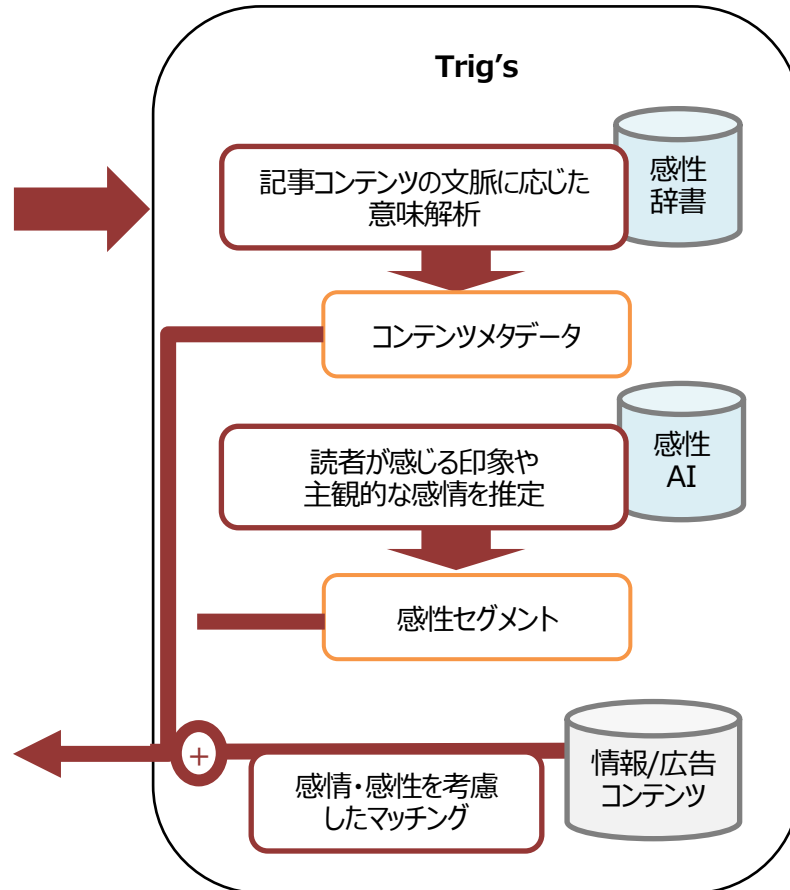 Trig’s
記事コンテンツの文脈に応じた
意味解析
感性
辞書
コンテンツメタデータ
読者が感じる印象や
主観的な感情を推定
感性
AI
感性セグメント
+
感情・感性を考慮
したマッチング
情報/広告
コンテンツ